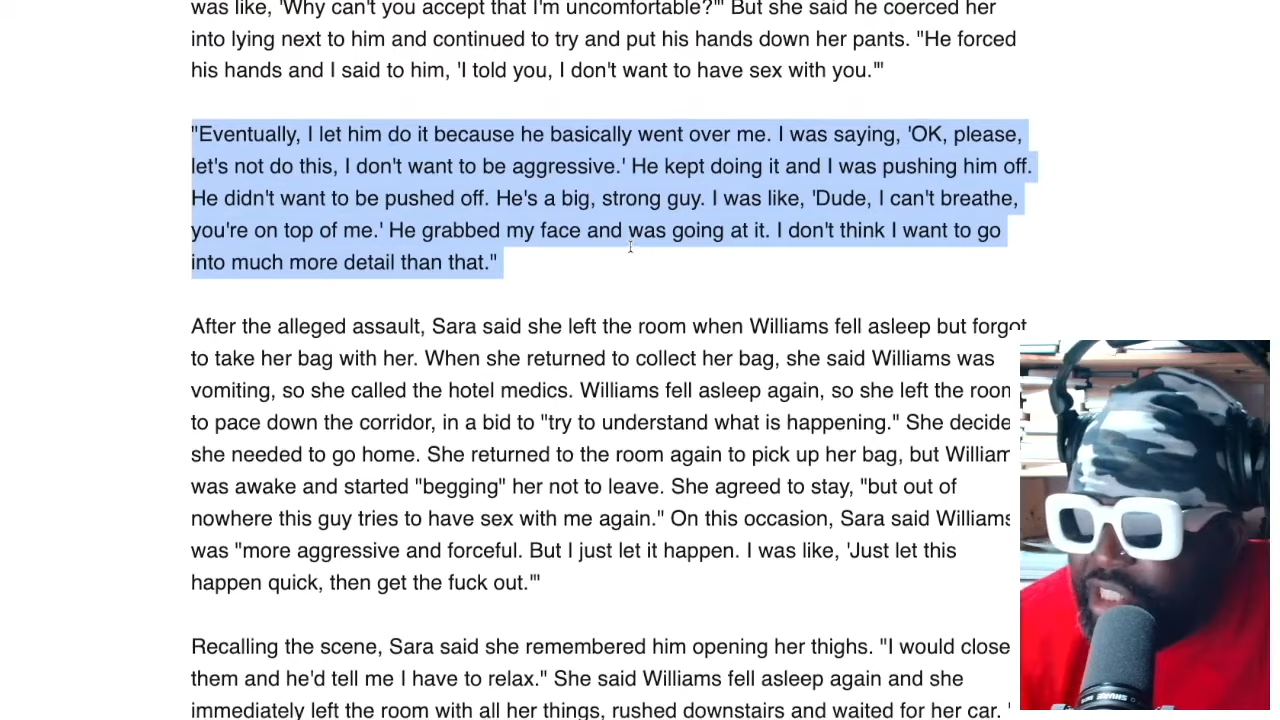 was like, 'Why can't you accept that I'm uncomfortable?'" But she said he coerced her
into lying next to him and continued to try and put his hands down her pants. "He forced
his hands and I said to him, 'I told you, I don't want to have sex with you.'"
"Eventually, I let him do it because he basically went over me. I was saying, 'OK, please,
let's not do this, I don't want to be aggressive.' He kept doing it and I was pushing him off.
He didn't want to be pushed off. He's a big, strong guy. I was like, 'Dude, I can't breathe,
you're on top of me.' He grabbed my face and was going at it. I don't think I want to go
into much more detail than that."
After the alleged assault, Sara said she left the room when Williams fell asleep but forgot
to take her bag with her. When she returned to collect her bag, she said Williams was
vomiting, so she called the hotel medics. Williams fell asleep again, so she left the room
to pace down the corridor, in a bid to "try to understand what is happening." She decide
she needed to go home. She returned to the room again to pick up her bag, but William
was awake and started "begging" her not to leave. She agreed to stay, "but out of
nowhere this guy tries to have sex with me again." On this occasion, Sara said Williams
was "more aggressive and forceful. But I just let it happen. I was like, 'Just let this
happen quick, then get the fuck out.'"
Recalling the scene, Sara said she remembered him opening her thighs. "I would close
them and he'd tell me I have to relax." She said Williams fell asleep again and she
immediately left the room with all her things, rushed downstairs and waited for her car. "
SHURE